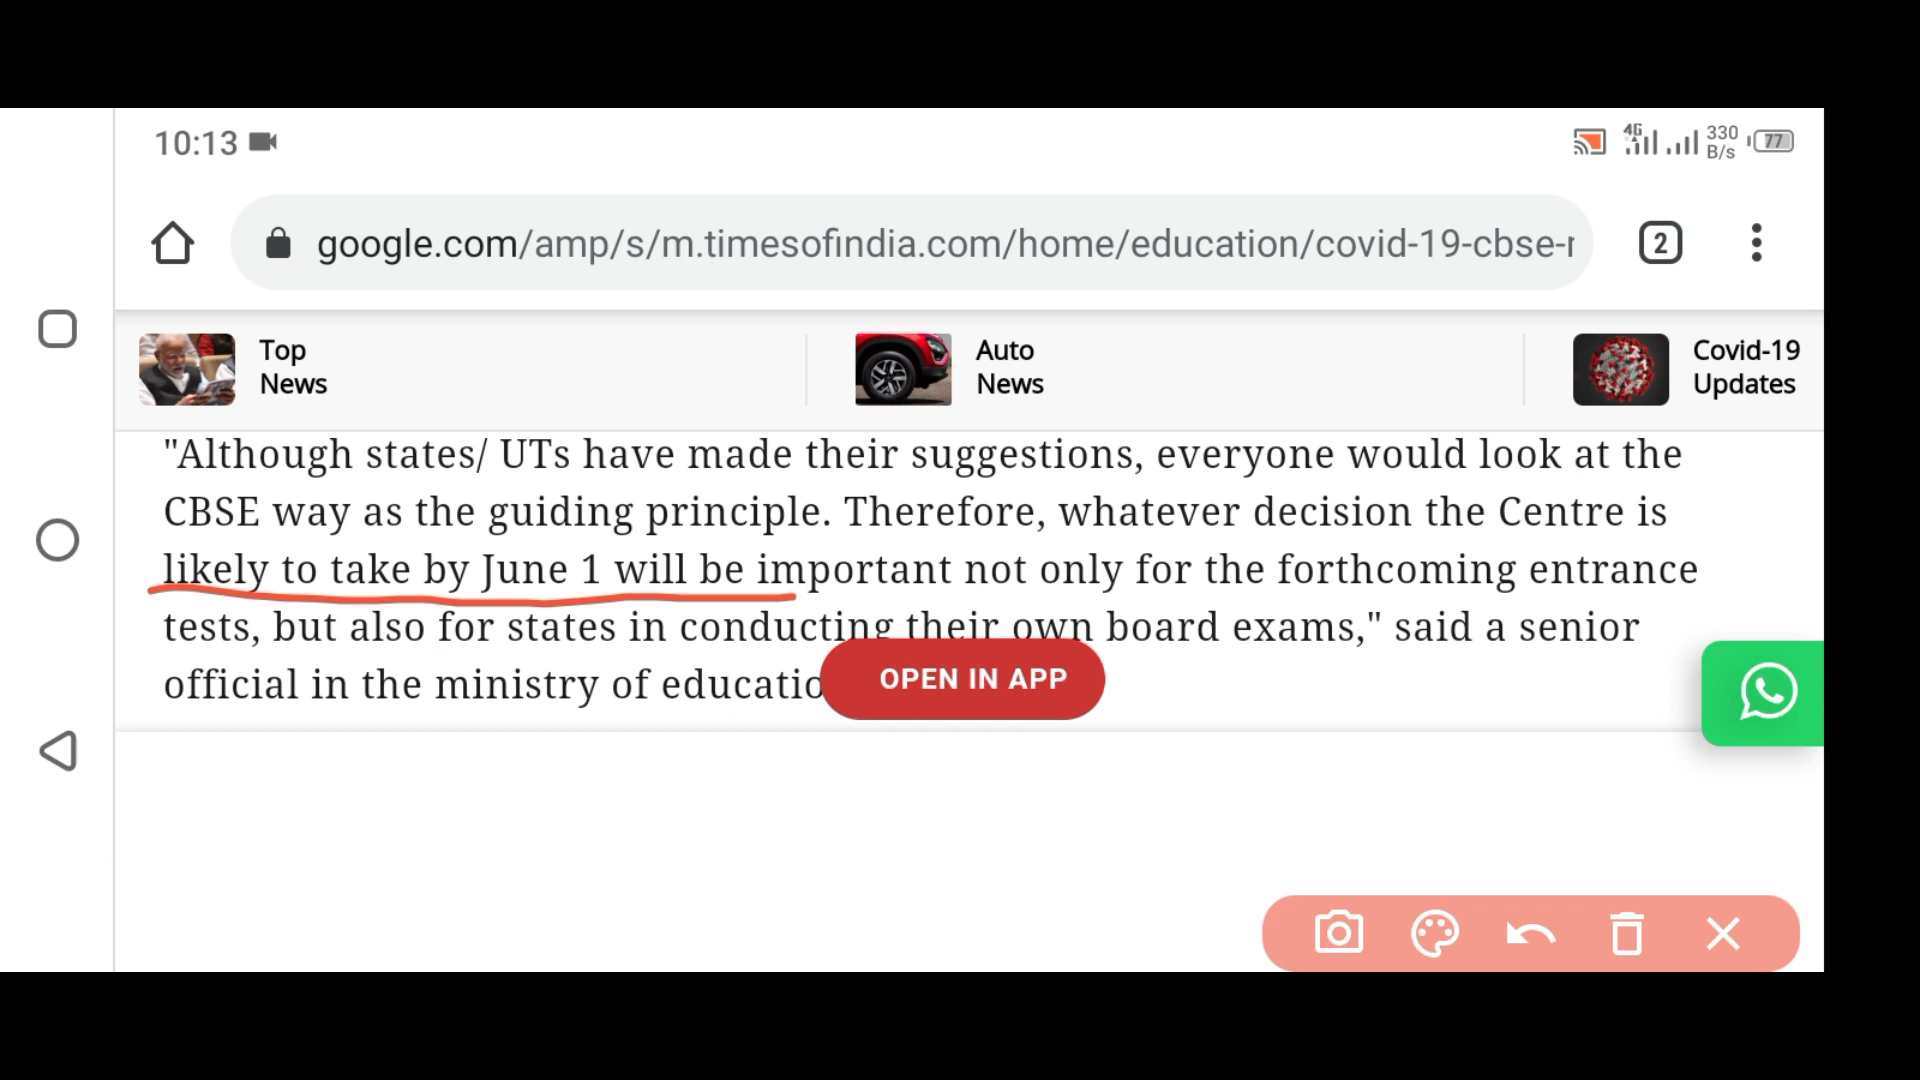 10:13
4G
330
B/s
77
google.com/amp/s/m.timesofindia.com/home/education/covid-19-cbse-r
2
Top
News
Auto
News
Covid-19
Updates
"Although states/ UTs have made their suggestions, everyone would look at the
CBSE way as the guiding principle. Therefore, whatever decision the Centre is
likely to take by June 1 will be important not only for the forthcoming entrance
tests, but also for states in conducting their own board exams," said a senior
official in the ministry of educatio
OPEN IN APP